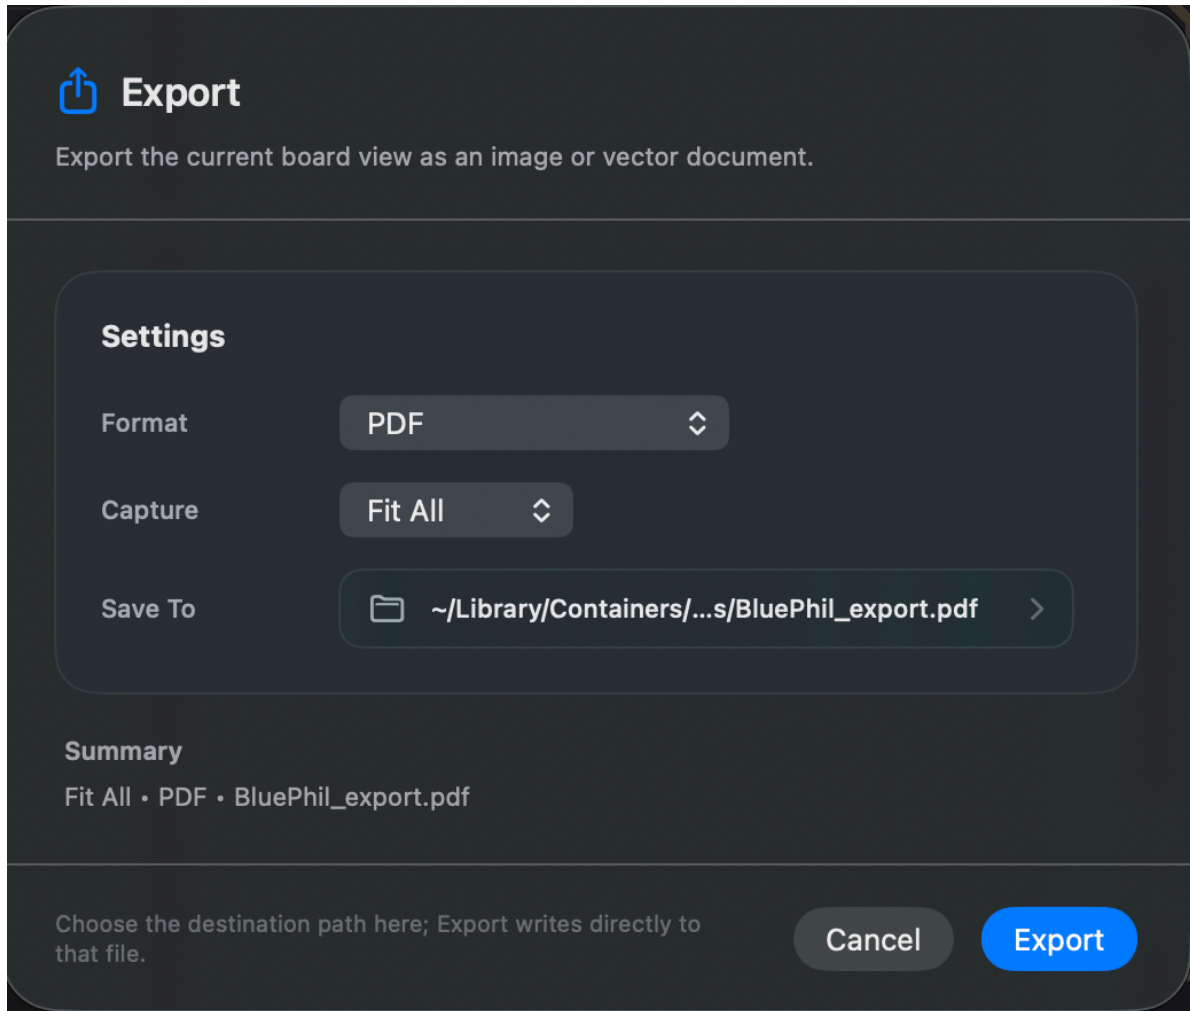 Export
Export the current board view as an image or vector document.
Settings
Format PDF
Capture Fit All
Save To ~/Library/Containers/...s/BluePhil_export.pdf
Summary
Fit All • PDF • BluePhil_export.pdf
Choose the destination path here; Export writes directly to
that file.
Cancel Export